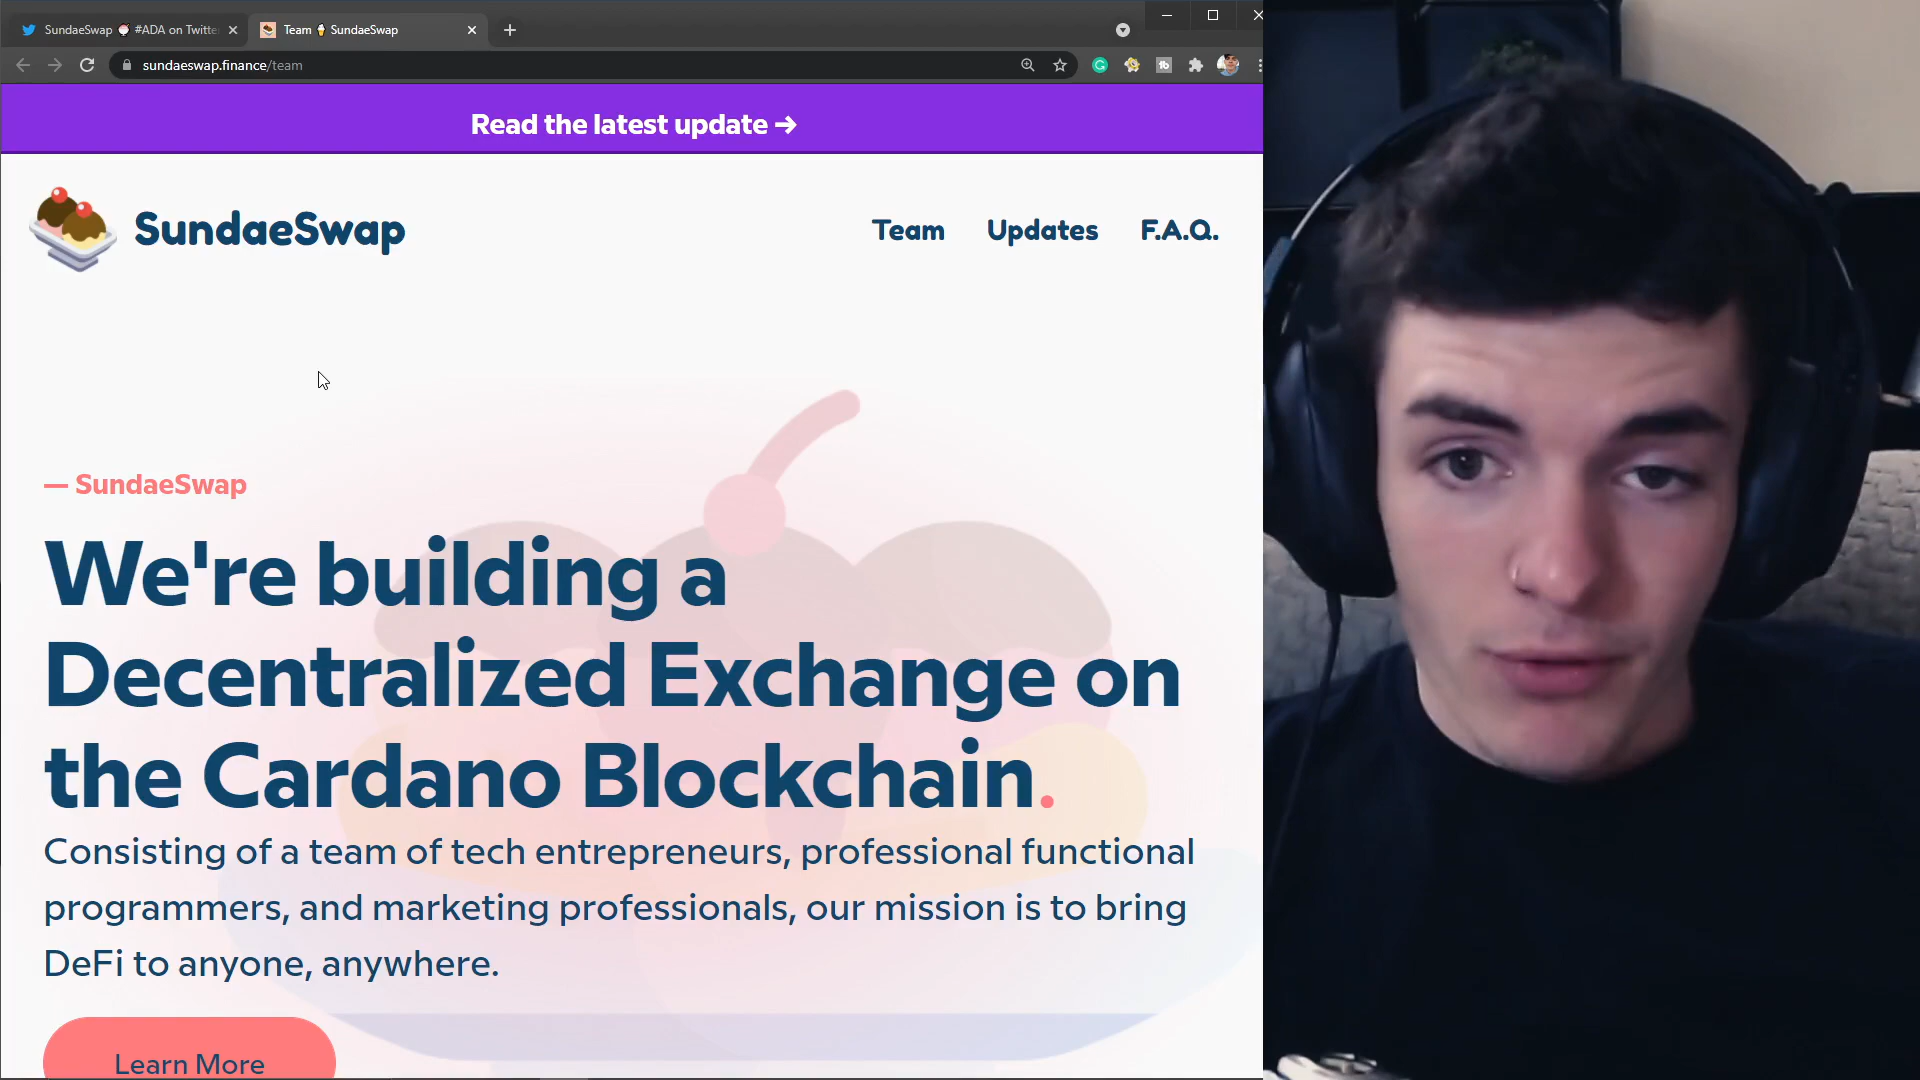 SundaeSwap #ADA on Twitte
Team SundaeSwap
sundaeswap.finance/team
Read the latest update →
SundaeSwap
Team
Updates
F.A.Q.
— SundaeSwap
We're building a
Decentralized Exchange on
the Cardano Blockchain.
Consisting of a team of tech entrepreneurs, professional functional
programmers, and marketing professionals, our mission is to bring
DeFi to anyone, anywhere.
Learn More